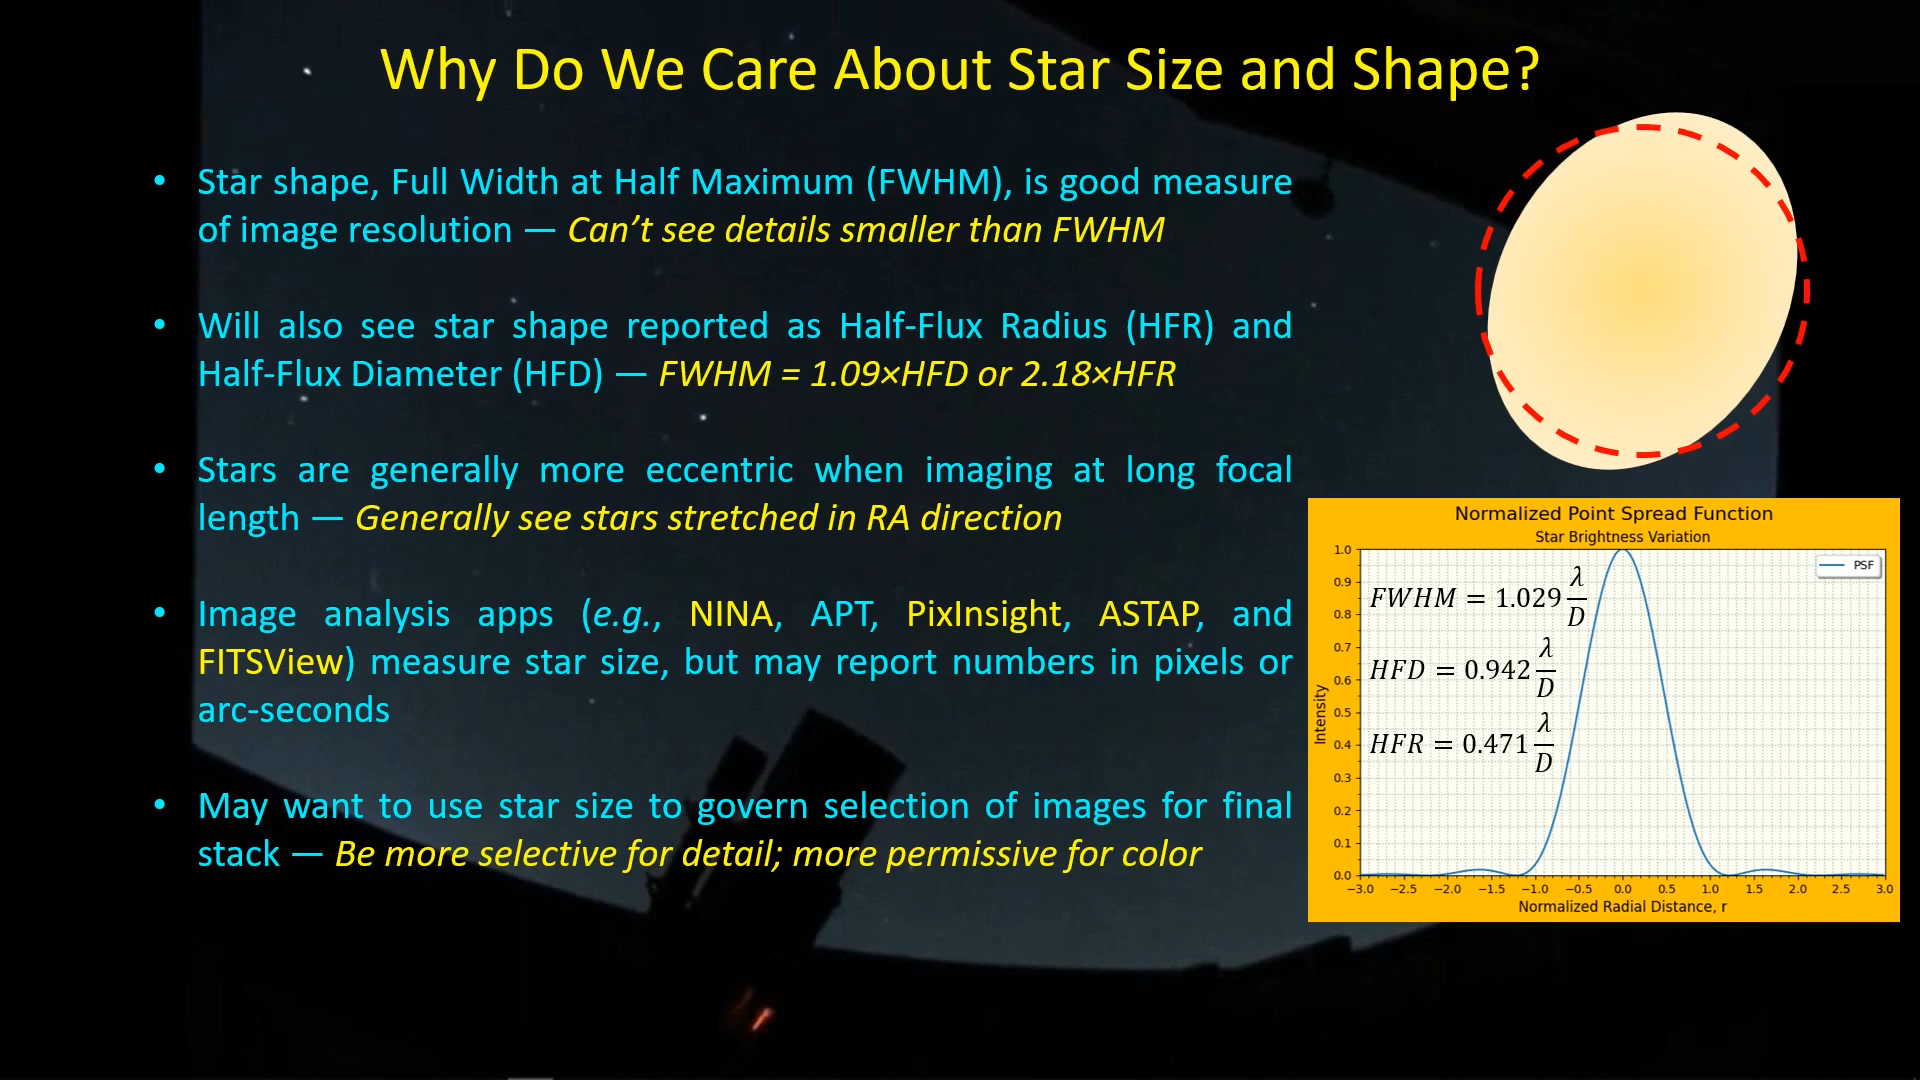 Why Do We Care About Star Size and Shape?
• Star shape, Full Width at Half Maximum (FWHM), is good measure
of image resolution — Can’t see details smaller than FWHM
• Will also see star shape reported as Half-Flux Radius (HFR) and
Half-Flux Diameter (HFD) — FWHM = 1.09×HFD or 2.18×HFR
• Stars are generally more eccentric when imaging at long focal
length — Generally see stars stretched in RA direction
• Image analysis apps (e.g., NINA, APT, PixInsight, ASTAP, and
FITSView) measure star size, but may report numbers in pixels or
arc-seconds
• May want to use star size to govern selection of images for final
stack — Be more selective for detail; more permissive for color
Normalized Point Spread Function
Star Brightness Variation
PSF
FWHM = 1.029 λ/D
HFD = 0.942 λ/D
HFR = 0.471 λ/D
Intensity
1.0
0.9
0.8
0.7
0.6
0.5
0.4
0.3
0.2
0.1
0.0
−3.0 −2.5 −2.0 −1.5 −1.0 −0.5 0.0 0.5 1.0 1.5 2.0 2.5 3.0
Normalized Radial Distance, r